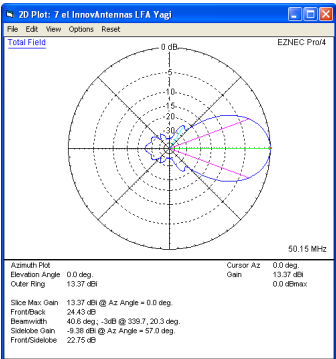 2D Plot: 7 el InnovAntennas LFA Yagi
File Edit View Options Reset
Total Field
EZNEC Pro/4
0 dB
-5
-10
-15
-20
-30
50.15 MHz
Azimuth Plot
Cursor Az 0.0 deg.
Elevation Angle 0.0 deg.
Gain 13.37 dBi
Outer Ring 13.37 dBi
0.0 dBmax
Slice Max Gain 13.37 dBi @ Az Angle = 0.0 deg.
Front/Back 24.43 dB
Beamwidth 40.6 deg.; -3dB @ 339.7, 20.3 deg.
Sidelobe Gain -9.38 dBi @ Az Angle = 57.0 deg.
Front/Sidelobe 22.75 dB